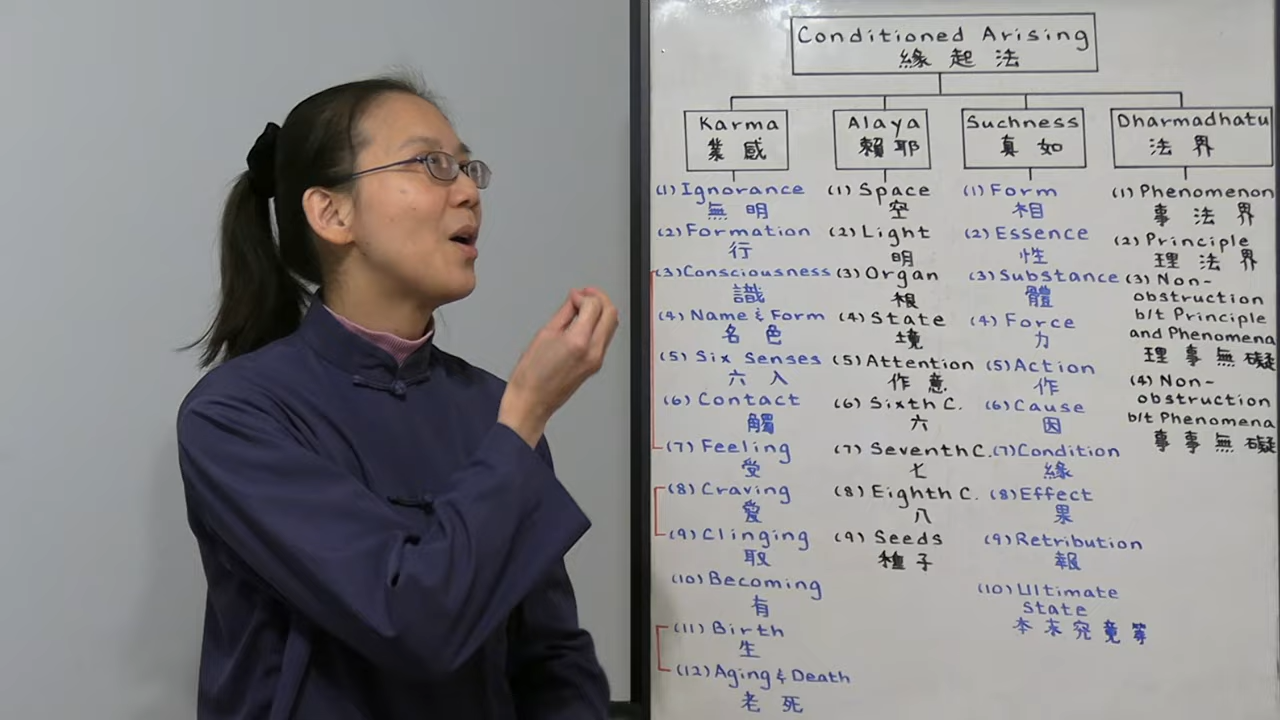 Conditioned Arising
緣起法
Karma
業感
(1) Ignorance
無明
(2) Formation
行
(3) Consciousness
識
(4) Name & Form
名色
(5) Six Senses
六入
(6) Contact
觸
(7) Feeling
受
(8) Craving
愛
(9) Clinging
取
(10) Becoming
有
(11) Birth
生
(12) Aging & Death
老死
Alaya
賴耶
(1) Space
空
(2) Light
明
(3) Organ
根
(4) State
境
(5) Attention
作意
(6) Sixth C.
六
(7) Seventh C.
七
(8) Eighth C.
八
(9) Seeds
種子
Suchness
真如
(1) Form
相
(2) Essence
性
(3) Substance
體
(4) Force
力
(5) Action
作
(6) Cause
因
(7) Condition
緣
(8) Effect
果
(9) Retribution
報
(10) Ultimate
State
本末究竟等
Dharmadhatu
法界
(1) Phenomenon
事法界
(2) Principle
理法界
(3) Non-
obstruction
b/t Principle
and Phenomena
理事無礙
(4) Non-
obstruction
b/t Phenomena
事事無礙